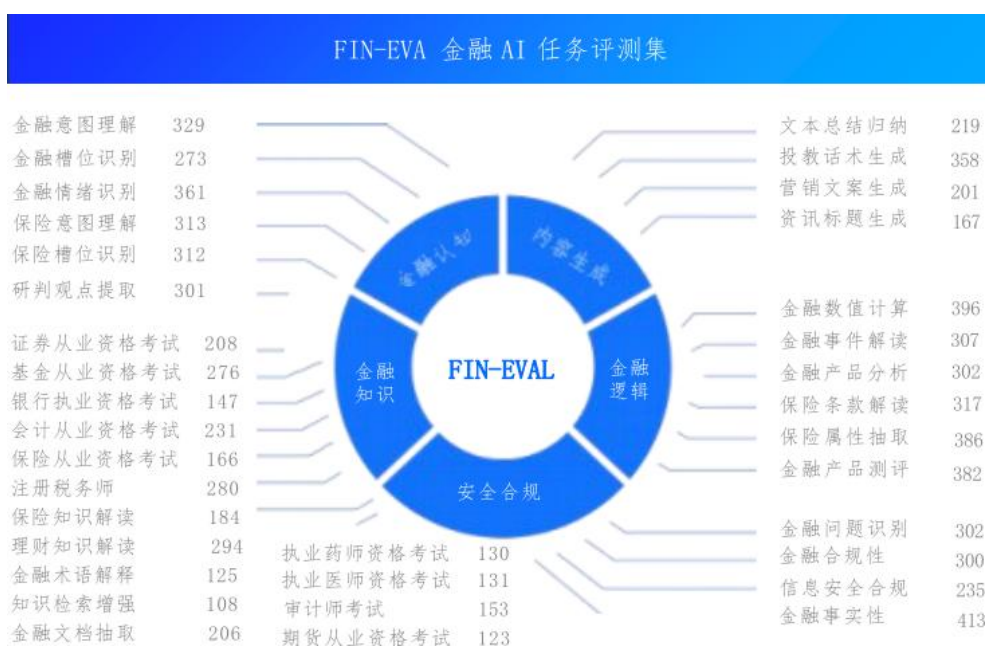 FIN-EVA 金融 AI 任务评测集
金融意图理解 329
金融槽位识别 273
金融情绪识别 361
保险意图理解 313
保险槽位识别 312
研判观点提取 301
证券从业资格考试 208
基金从业资格考试 276
银行执业资格考试 147
会计从业资格考试 231
保险从业资格考试 166
注册税务师 280
保险知识解读 184
理财知识解读 294
金融术语解释 125
知识检索增强 108
金融文档抽取 206
执业药师资格考试 130
执业医师资格考试 131
审计师考试 153
期货从业资格考试 123
金融认知
内容生成
金融
知识
FIN-EVAL
金融
逻辑
安全合规
文本总结归纳 219
投教话术生成 358
营销文案生成 201
资讯标题生成 167
金融数值计算 396
金融事件解读 307
金融产品分析 302
保险条款解读 317
保险属性抽取 386
金融产品测评 382
金融问题识别 302
金融合规性 300
信息安全合规 235
金融事实性 413